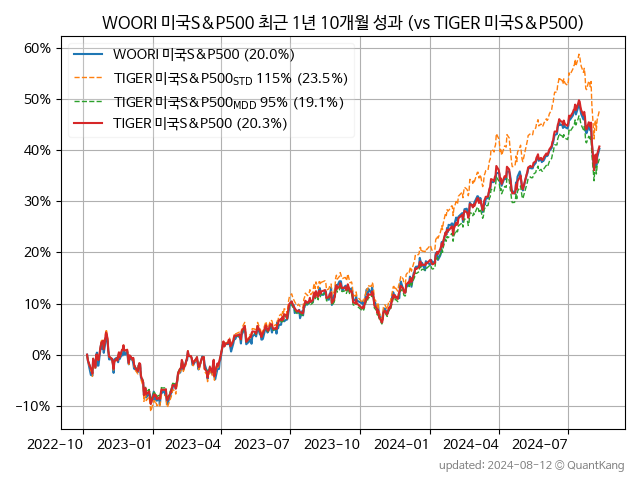 WOORI 미국S&P500 최근 1년 10개월 성과 (vs TIGER 미국S&P500)
60%
50%
40%
30%
20%
10%
0%
−10%
WOORI 미국S&P500 (20.0%)
TIGER 미국S&P500STD 115% (23.5%)
TIGER 미국S&P500MDD 95% (19.1%)
TIGER 미국S&P500 (20.3%)
2022-10 2023-01 2023-04 2023-07 2023-10 2024-01 2024-04 2024-07
updated: 2024-08-12 © QuantKang